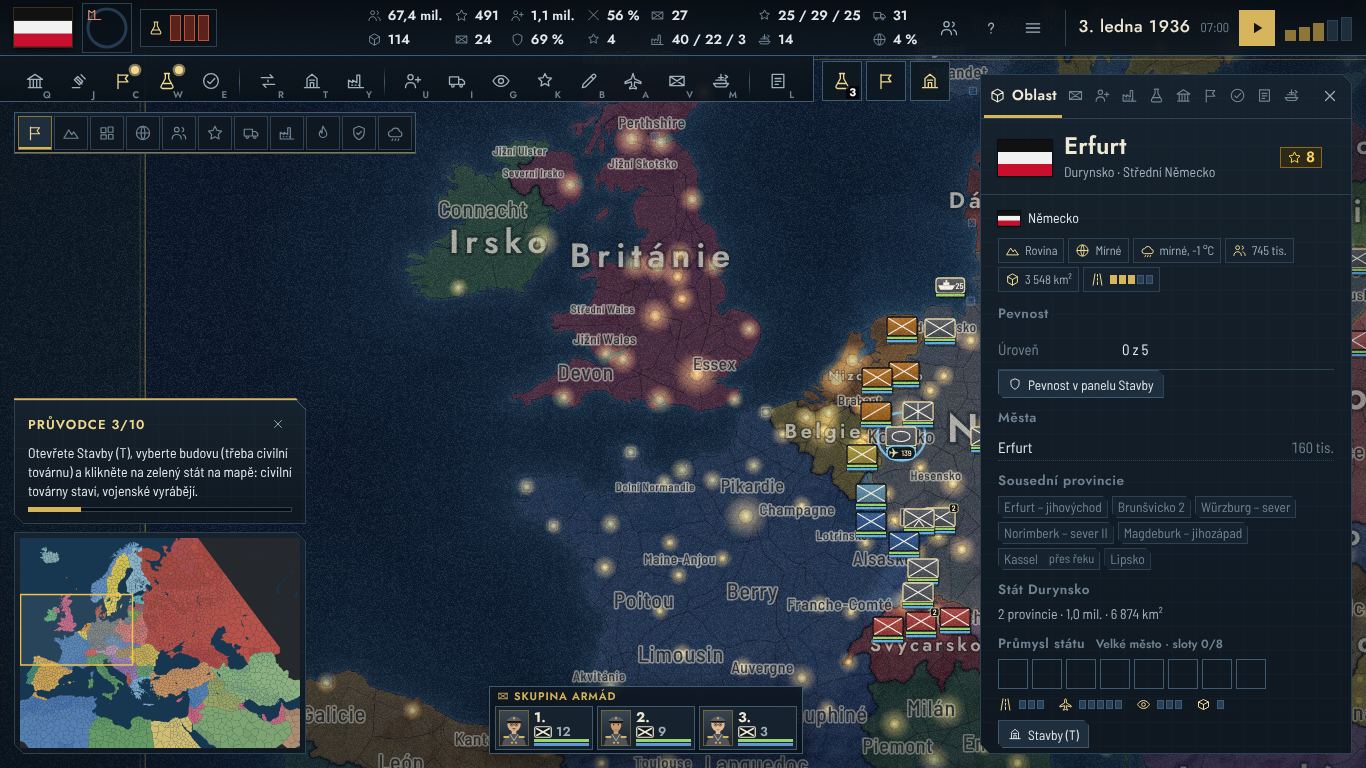 67,4 mil.
491
1,1 mil.
56 %
27
25 / 29 / 25
31
114
24
69 %
4
40 / 22 / 3
14
4 %
?
3. ledna 1936 07:00
Q
J
C
W
E
R
T
Y
U
I
G
K
B
A
V
M
L
3
Oblast
Erfurt
Durynsko · Střední Německo
8
Německo
Rovina
Mírné
mírné, -1 °C
745 tis.
3 548 km²
Pevnost
Úroveň
0 z 5
Pevnost v panelu Stavby
Města
Erfurt
160 tis.
Sousední provincie
Erfurt – jihovýchod
Brunšvicko 2
Würzburg – sever
Norimberk – sever II
Magdeburk – jihozápad
Kassel přes řeku
Lipsko
Stát Durynsko
2 provincie · 1,0 mil. · 6 874 km²
Průmysl státu Velké město · sloty 0/8
Stavby (T)
Perthshire
Jižní Ulster
Jižní Skotsko
Severní Irsko
Connacht
Irsko
Británie
Střední Wales
Jižní Wales
Devon
Essex
25
Belgie
139
Hesensko
Dolní Normandie
Pikardie
Champagne
Maine-Anjou
Poitou
Berry
Franche-Comté
2
2
Švýcarsko
Limousin
Auvergne
Akvitánie
Milán
Piemont
Galicie
León
Toulouse
Languedoc
PRŮVODCE 3/10
Otevřete Stavby (T), vyberte budovu (třeba civilní
továrnu) a klikněte na zelený stát na mapě: civilní
továrny staví, vojenské vyrábějí.
SKUPINA ARMÁD
1.
12
2.
9
3.
3